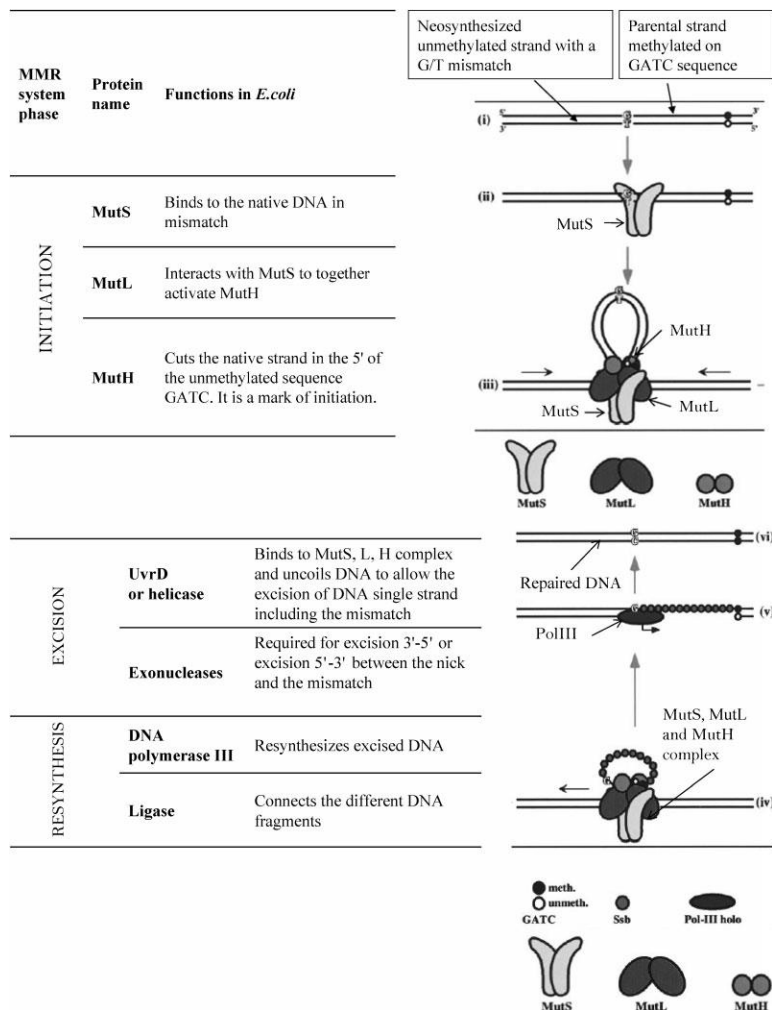 Neosynthesized
unmethylated strand with a
G/T mismatch
Parental strand
methylated on
GATC sequence
MMR
system
phase
Protein
name
Functions in E.coli
(i)
5'
3'
3'
5'
INITIATION
MutS
Binds to the native DNA in
mismatch
MutL
Interacts with MutS to together
activate MutH
MutH
Cuts the native strand in the 5' of
the unmethylated sequence
GATC. It is a mark of initiation.
(ii)
MutS
MutH
(iii)
MutS
MutL
MutS
MutL
MutH
EXCISION
UvrD
or helicase
Binds to MutS, L, H complex
and uncoils DNA to allow the
excision of DNA single strand
including the mismatch
Exonucleases
Required for excision 3'-5' or
excision 5'-3' between the nick
and the mismatch
RESYNTHESIS
DNA
polymerase III
Resynthesizes excised DNA
Ligase
Connects the different DNA
fragments
(vi)
Repaired DNA
(v)
PolIII
MutS, MutL
and MutH
complex
(iv)
meth.
unmeth.
GATC
Ssb
Pol-III holo
MutS
MutL
MutH